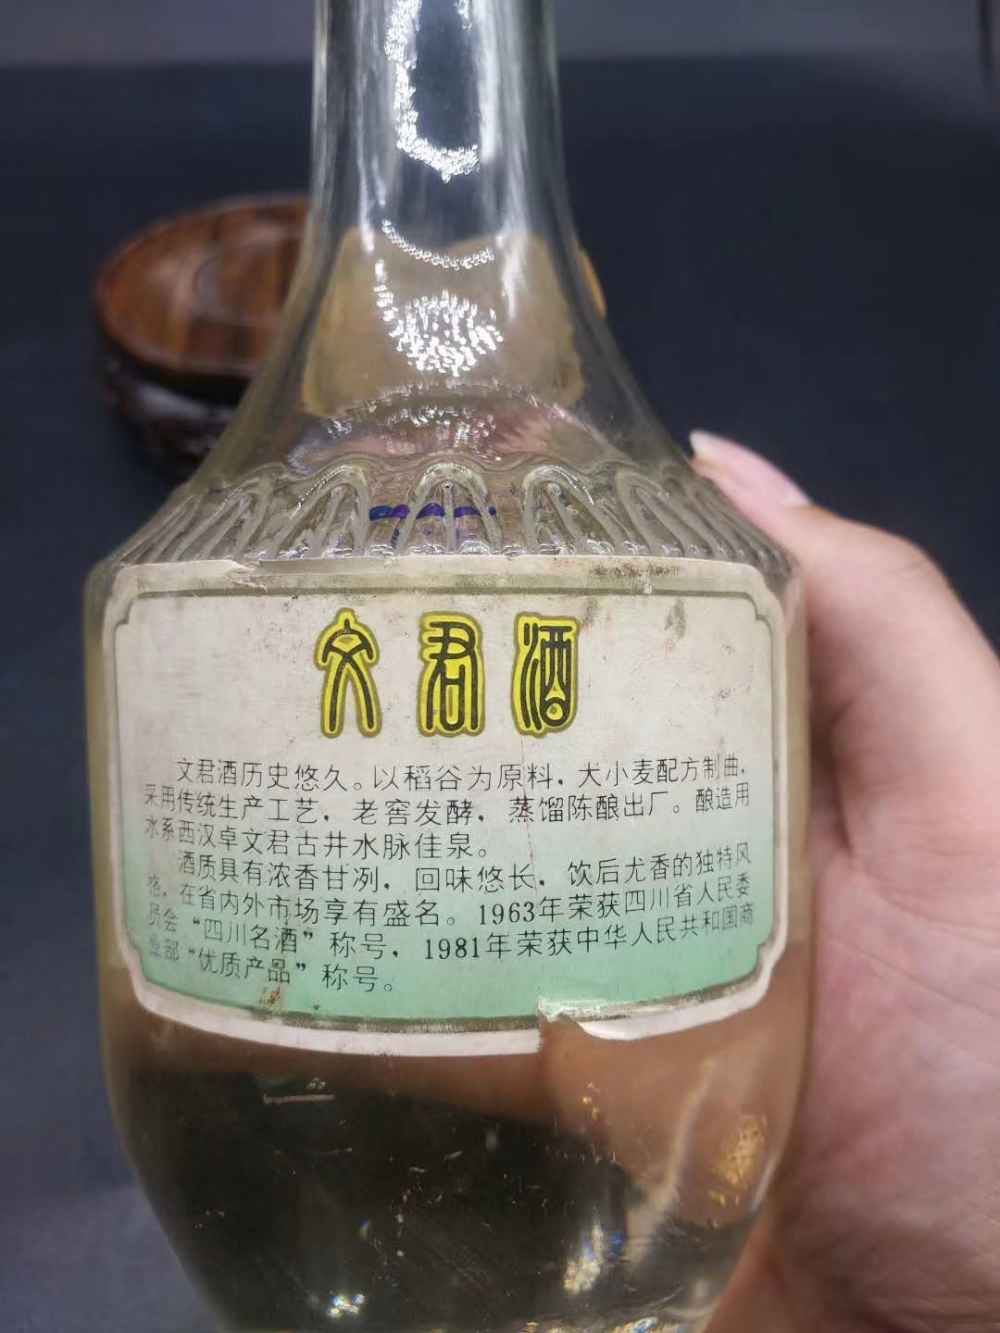 文君酒
文君酒历史悠久。以稻谷为原料，大小麦配方制曲，
采用传统生产工艺，老窖发酵，蒸馏陈酿出厂。酿造用
水系西汉卓文君古井水脉佳泉。
酒质具有浓香甘冽，回味悠长，饮后尤香的独特风
格，在省内外市场享有盛名。1963年荣获四川省人民委
员会“四川名酒”称号，1981年荣获中华人民共和国商
业部“优质产品”称号。